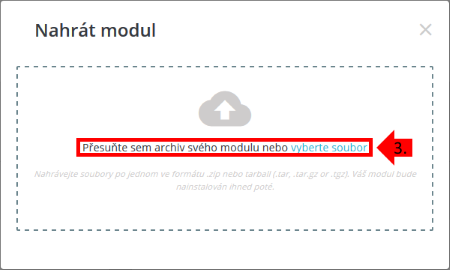 Nahrát modul
Přesuňte sem archiv svého modulu nebo vyberte soubor
3.
Nahrávejte soubory po jednom ve formátu .zip nebo tarball (.tar, .tar.gz or .tgz). Váš modul bude
nainstalován ihned poté.